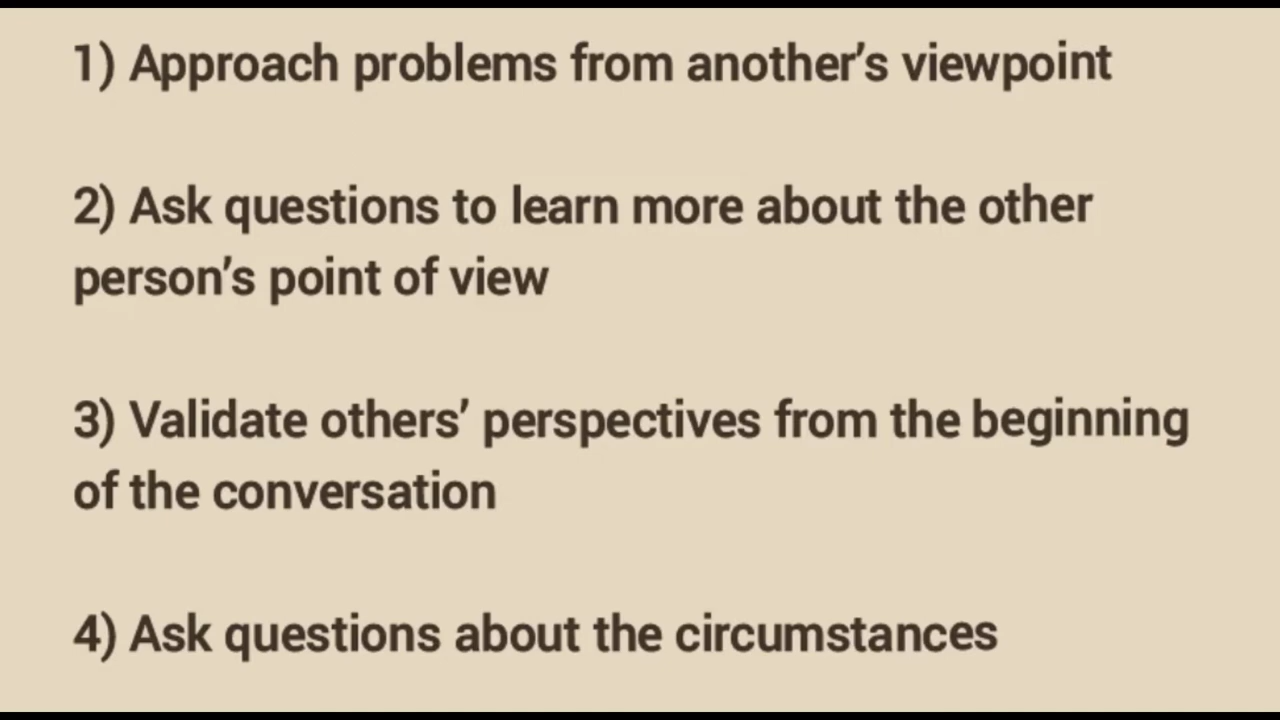 1) Approach problems from another’s viewpoint
2) Ask questions to learn more about the other
person’s point of view
3) Validate others’ perspectives from the beginning
of the conversation
4) Ask questions about the circumstances